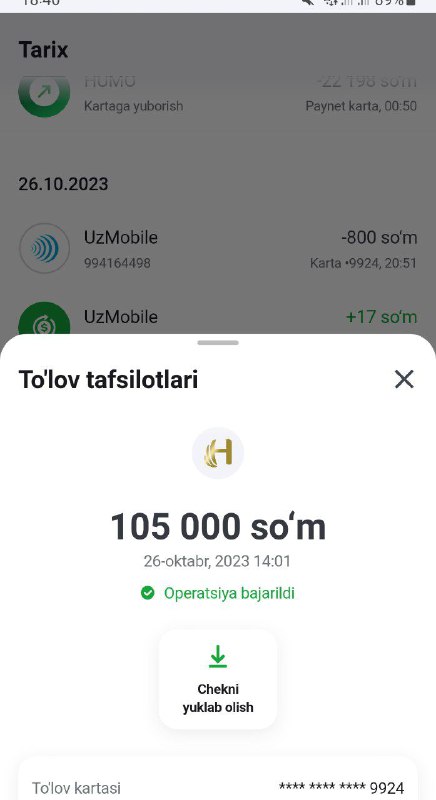 18:40
89%
Tarix
HUMO
-22 198 so‘m
Kartaga yuborish
Paynet karta, 00:50
26.10.2023
UzMobile
-800 so‘m
994164498
Karta •9924, 20:51
UzMobile
+17 so‘m
To'lov tafsilotlari
H
105 000 so‘m
26-oktabr, 2023 14:01
Operatsiya bajarildi
Chekni
yuklab olish
To'lov kartasi
**** **** **** 9924